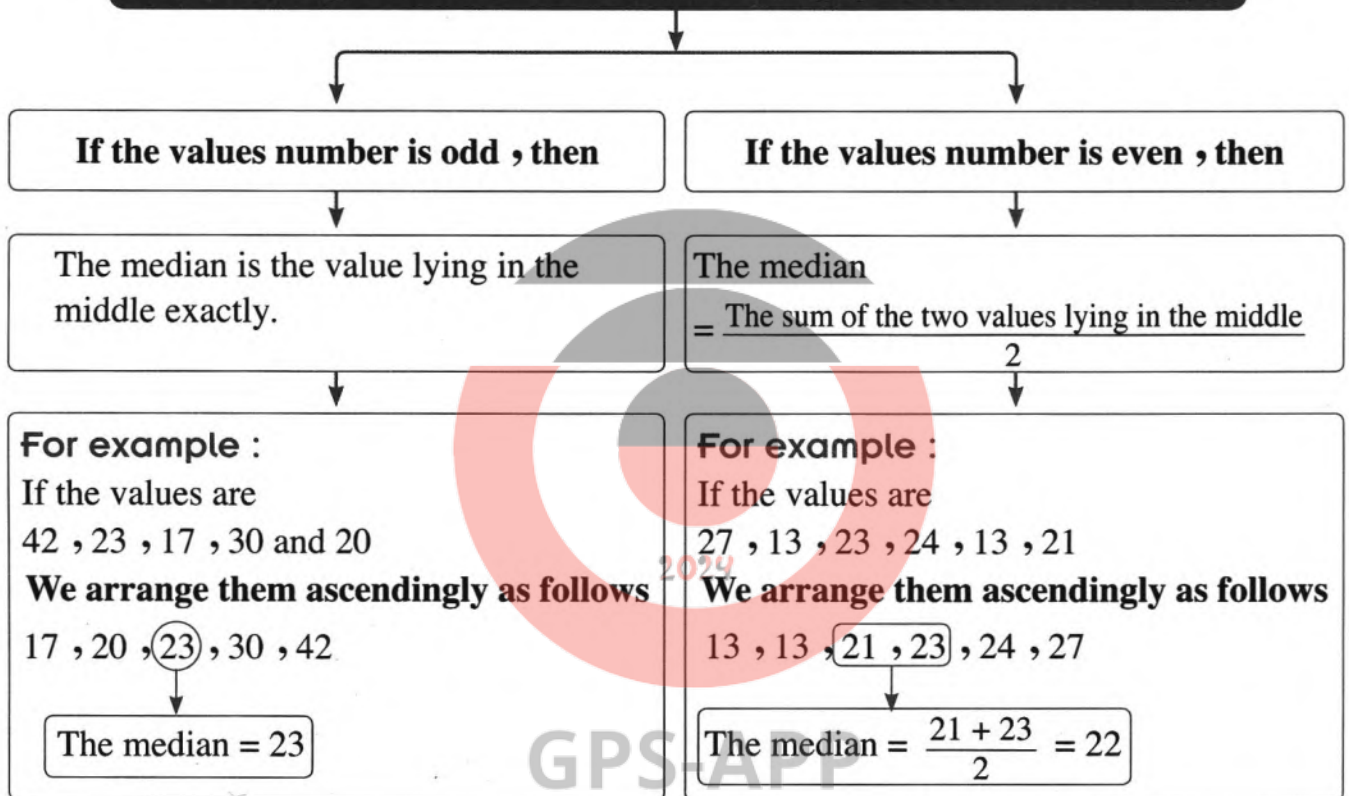 If the values number is odd , then
The median is the value lying in the
middle exactly.
For example :
If the values are
42 , 23 , 17 , 30 and 20
We arrange them ascendingly as follows
17 , 20 , 23 , 30 , 42
The median = 23
If the values number is even , then
The median
= The sum of the two values lying in the middle
2
For example :
If the values are
27 , 13 , 23 , 24 , 13 , 21
We arrange them ascendingly as follows
13 , 13 , 21 , 23 , 24 , 27
The median = 21 + 23 / 2 = 22
2024
GPS-APP